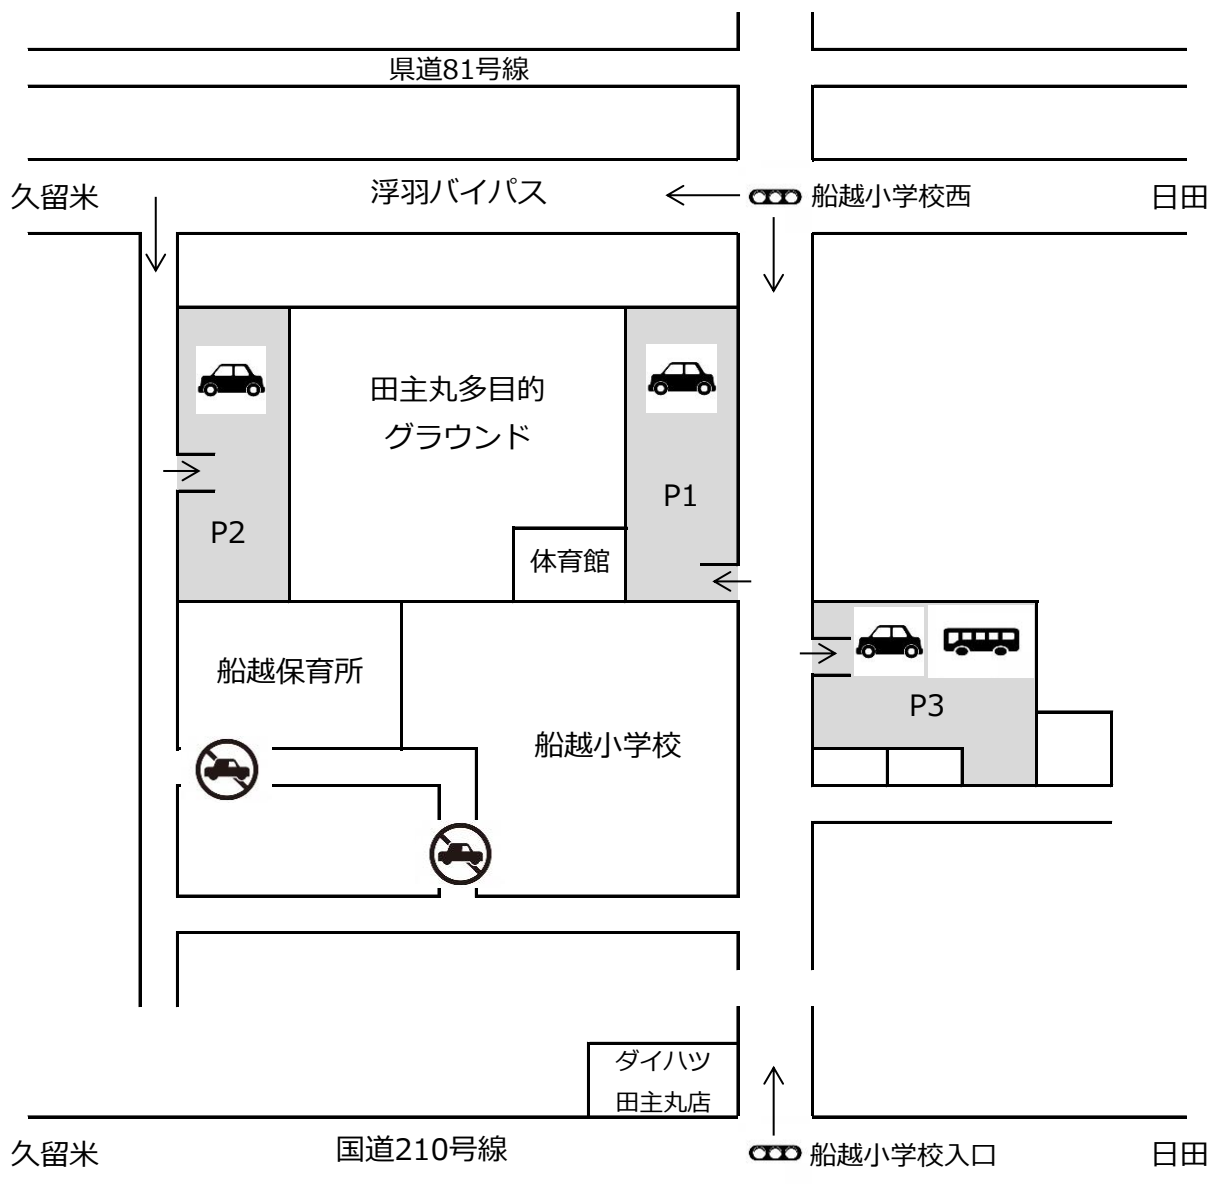 県道81号線
久留米
浮羽バイパス
船越小学校西
日田
田主丸多目的
グラウンド
P1
P2
体育館
船越保育所
船越小学校
P3
ダイハツ
田主丸店
久留米
国道210号線
船越小学校入口
日田